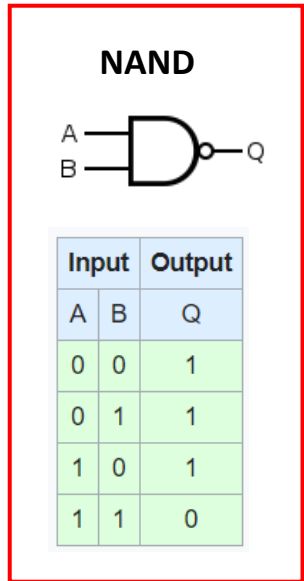 NAND
A
B
Q
Input Output
A B Q
0 0 1
0 1 1
1 0 1
1 1 0